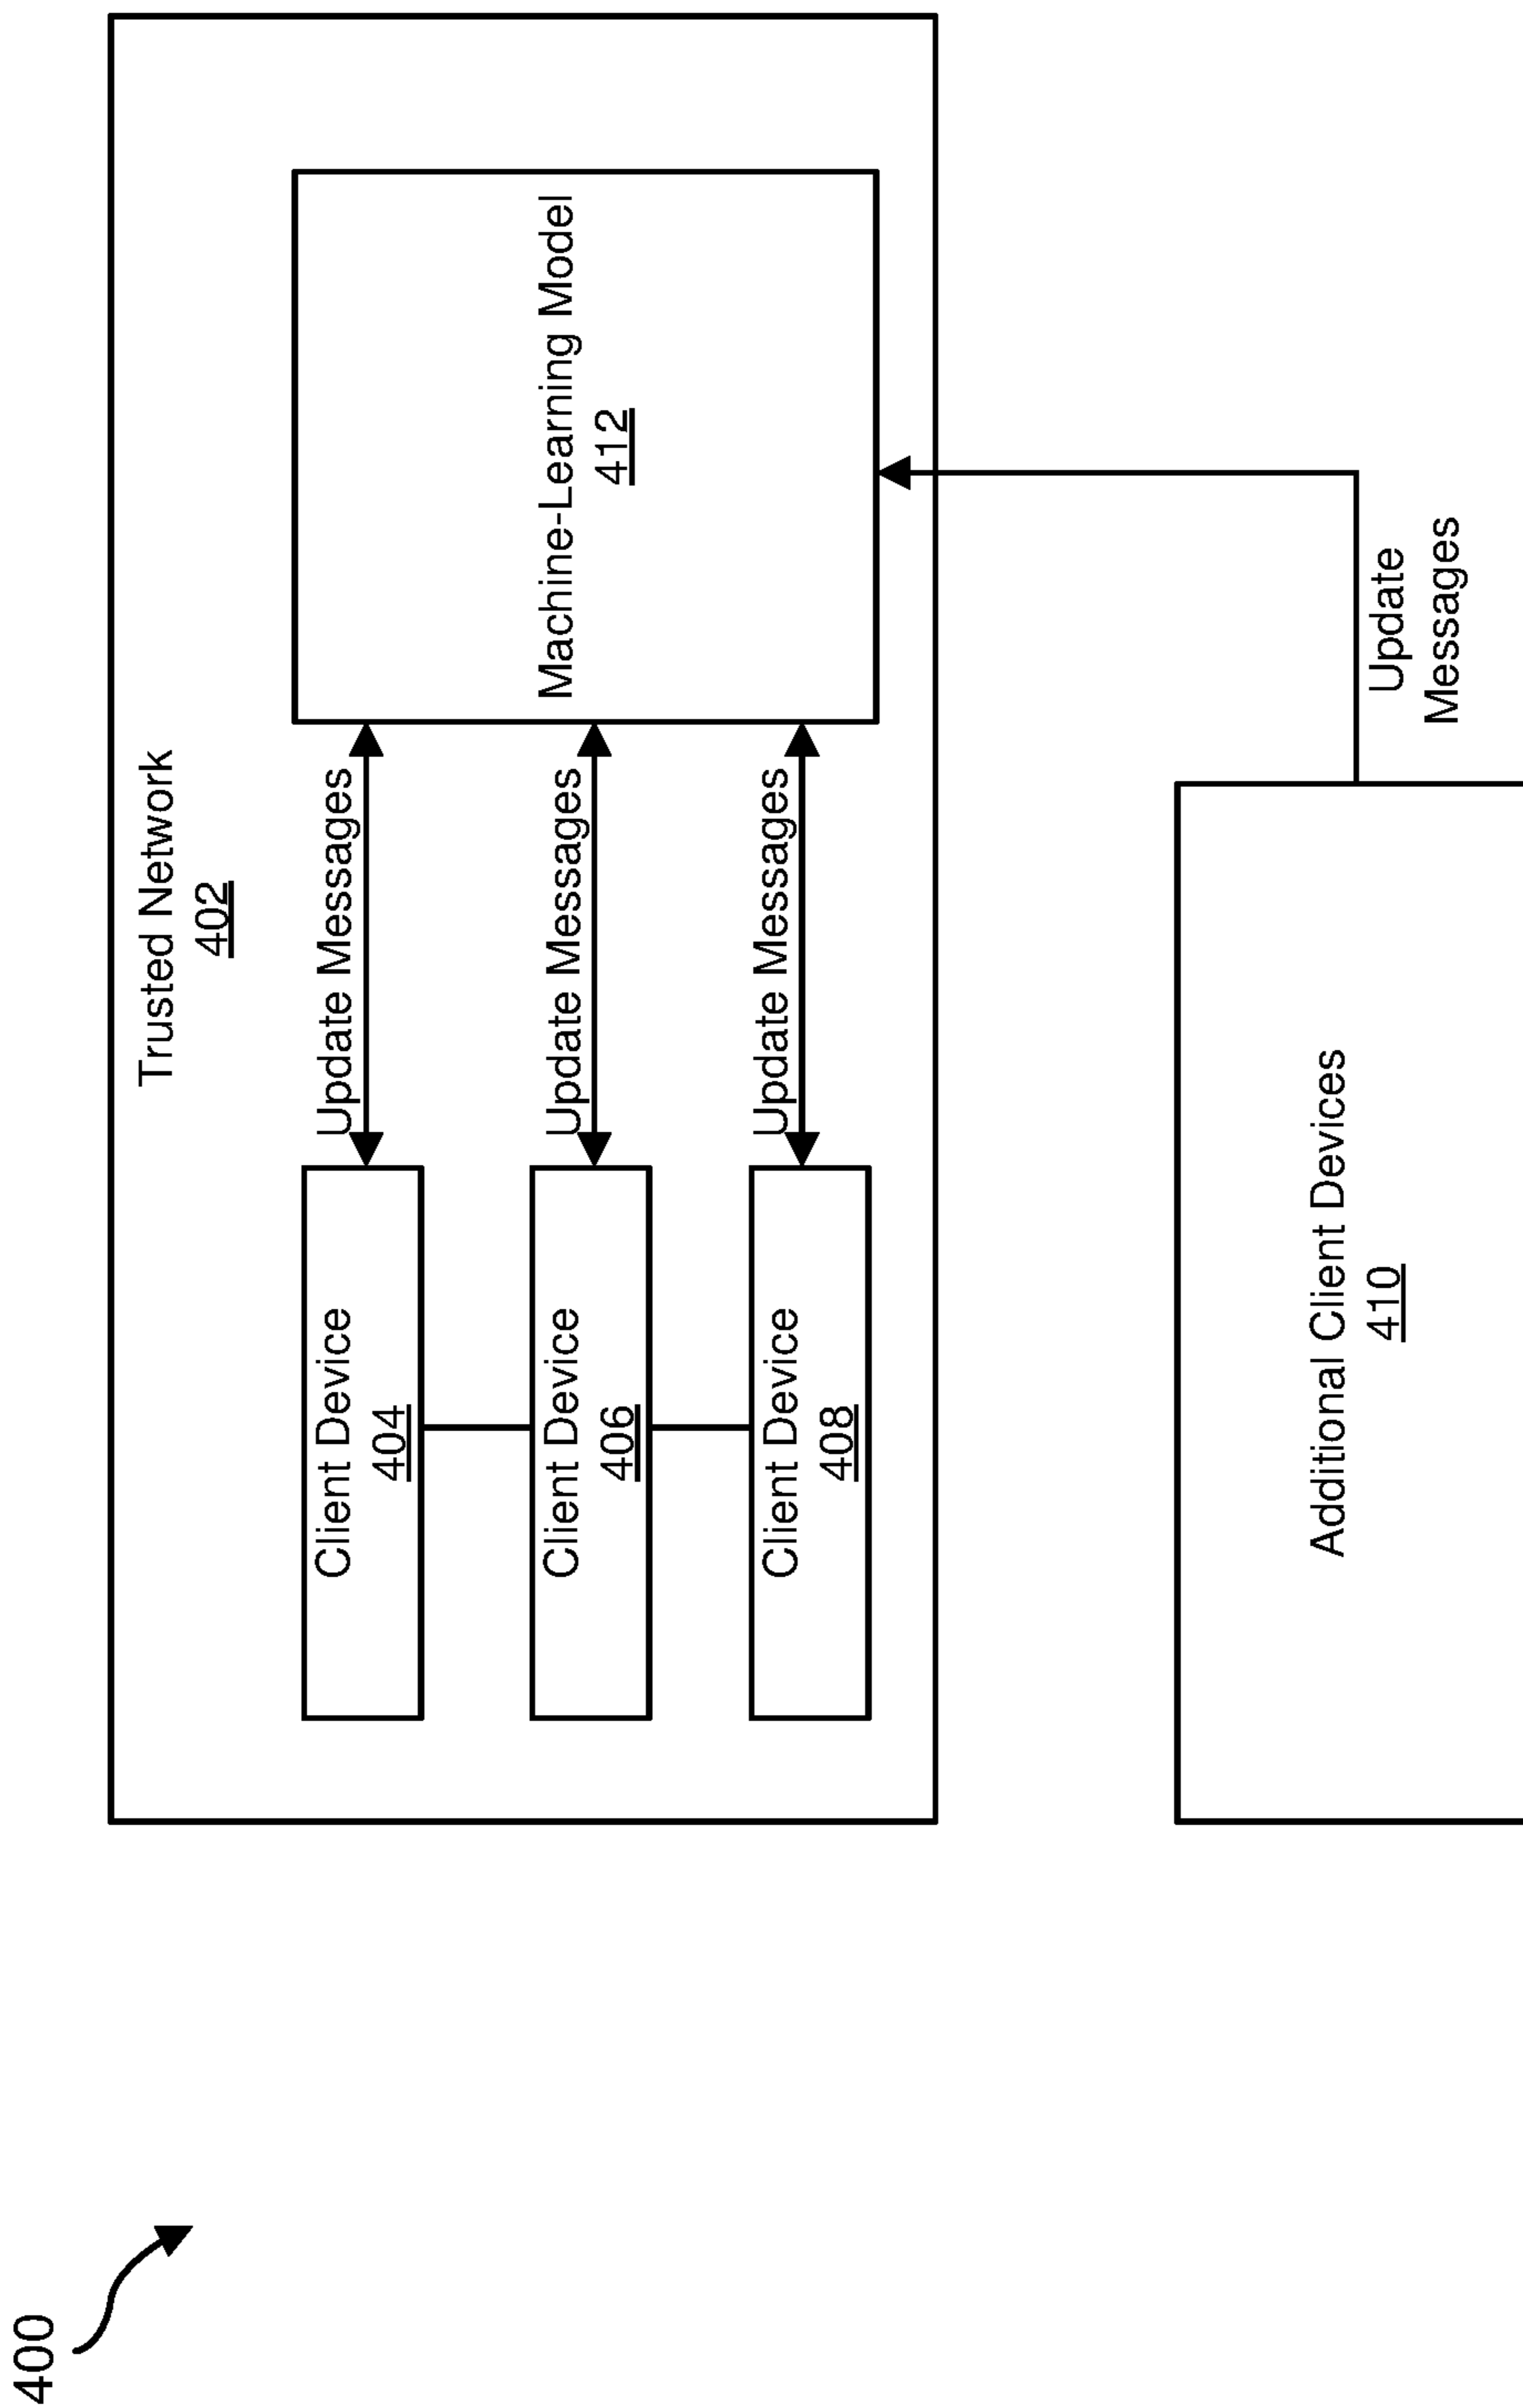 400
Trusted Network
402
Client Device
404
Update Messages
Client Device
406
Update Messages
Client Device
408
Update Messages
Machine-Learning Model
412
Additional Client Devices
410
Update
Messages